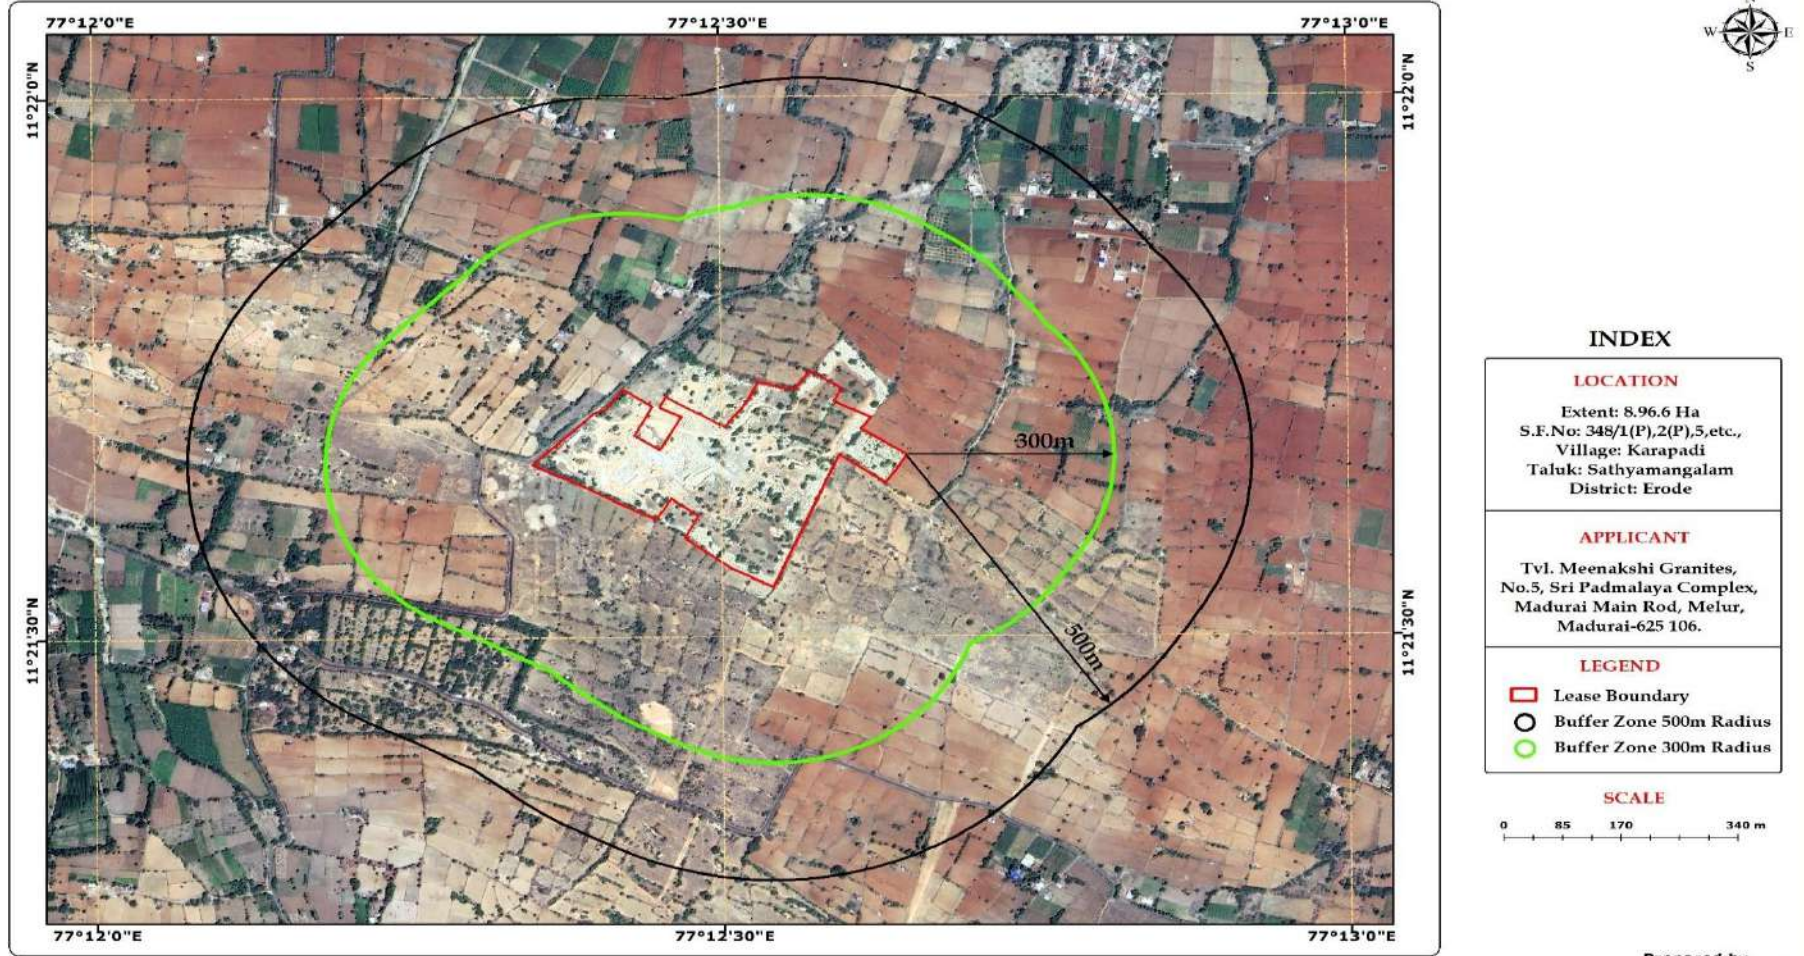 77°12'0"E 77°12'30"E 77°13'0"E
N
W E
S
11°22'0"N 11°22'0"N
300m
11°21'30"N 11°21'30"N
500m
77°12'0"E 77°12'30"E 77°13'0"E
INDEX
LOCATION
Extent: 8.96.6 Ha
S.F.No: 348/1(P),2(P),5,etc.,
Village: Karapadi
Taluk: Sathyamangalam
District: Erode
APPLICANT
Tvl. Meenakshi Granites,
No.5, Sri Padmalaya Complex,
Madurai Main Rod, Melur,
Madurai-625 106.
LEGEND
Lease Boundary
Buffer Zone 500m Radius
Buffer Zone 300m Radius
SCALE
0 85 170 340 m
Prepared by